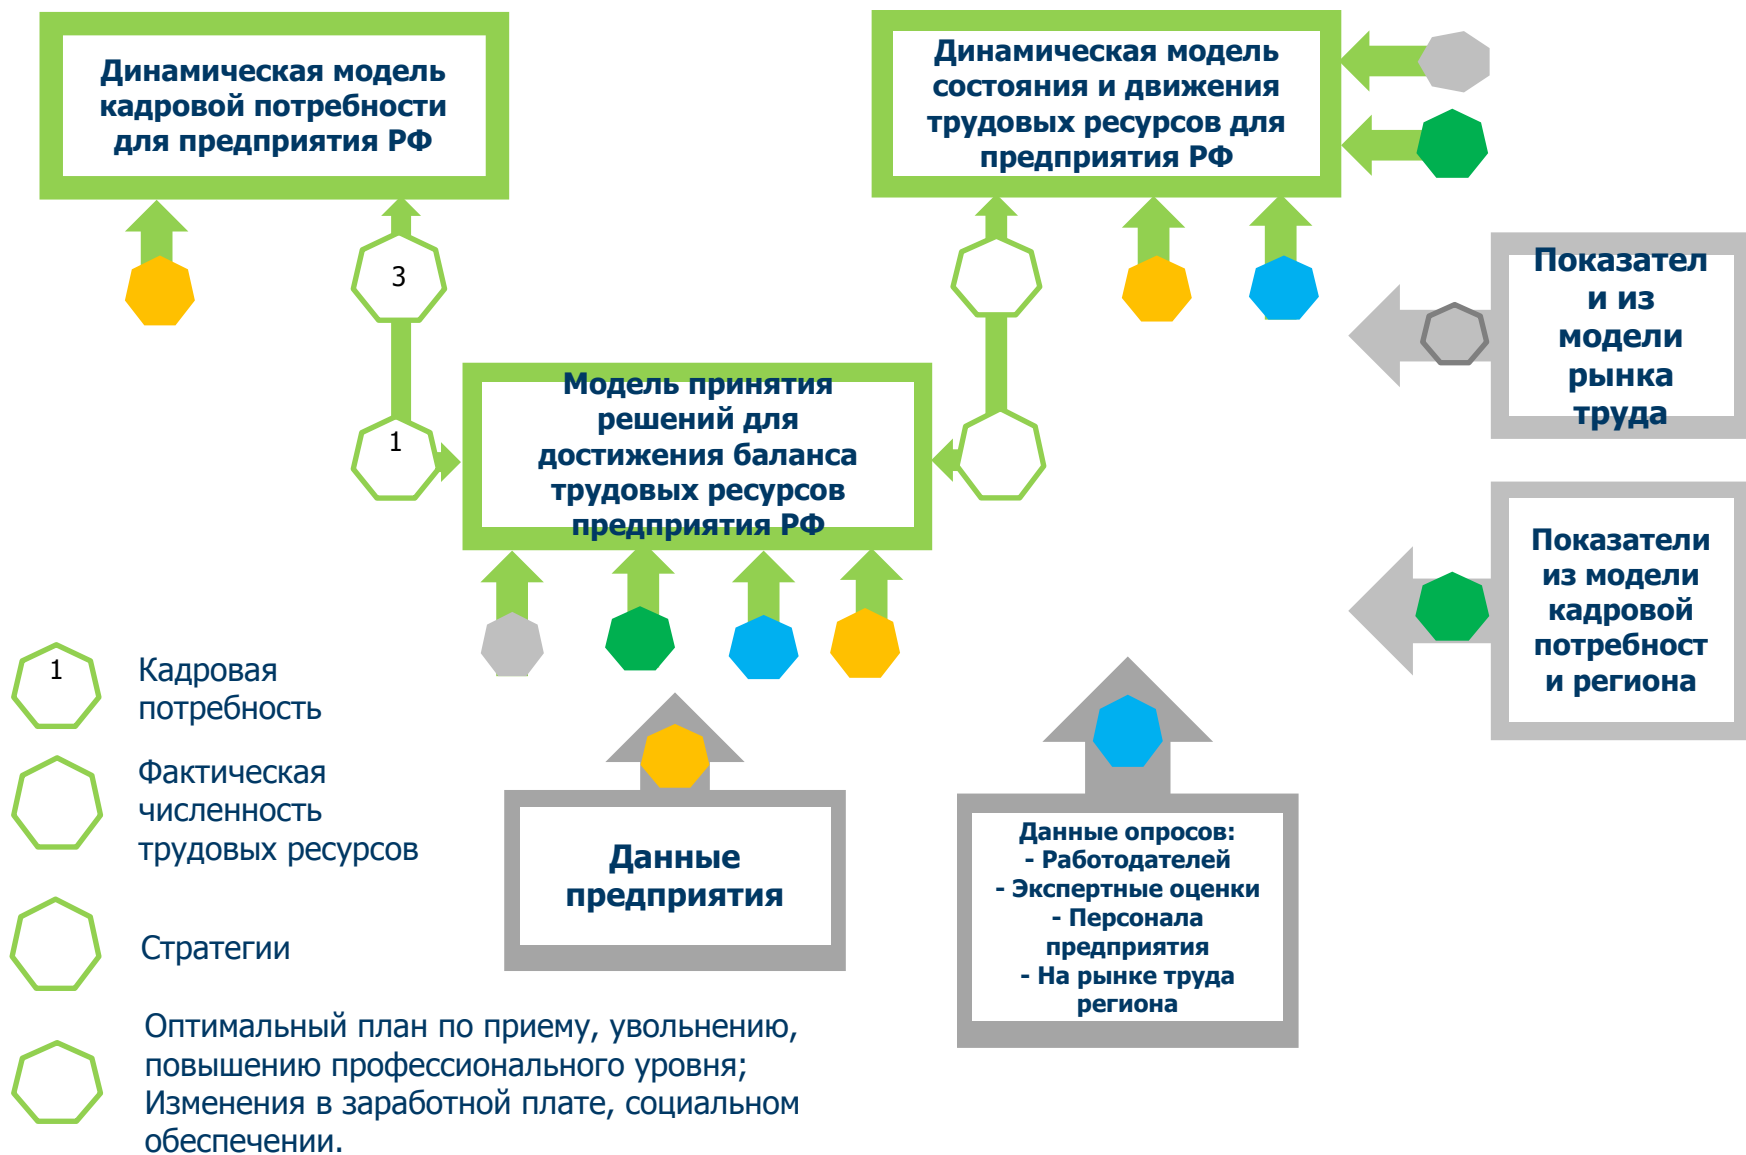 Динамическая модель
кадровой потребности
для предприятия РФ
Динамическая модель
состояния и движения
трудовых ресурсов для
предприятия РФ
3
1
Модель принятия
решений для
достижения баланса
трудовых ресурсов
предприятия РФ
Показател
и из
модели
рынка
труда
Показатели
из модели
кадровой
потребност
и региона
1
Кадровая
потребность
Фактическая
численность
трудовых ресурсов
Стратегии
Оптимальный план по приему, увольнению,
повышению профессионального уровня;
Изменения в заработной плате, социальном
обеспечении.
Данные
предприятия
Данные опросов:
- Работодателей
- Экспертные оценки
- Персонала
предприятия
- На рынке труда
региона